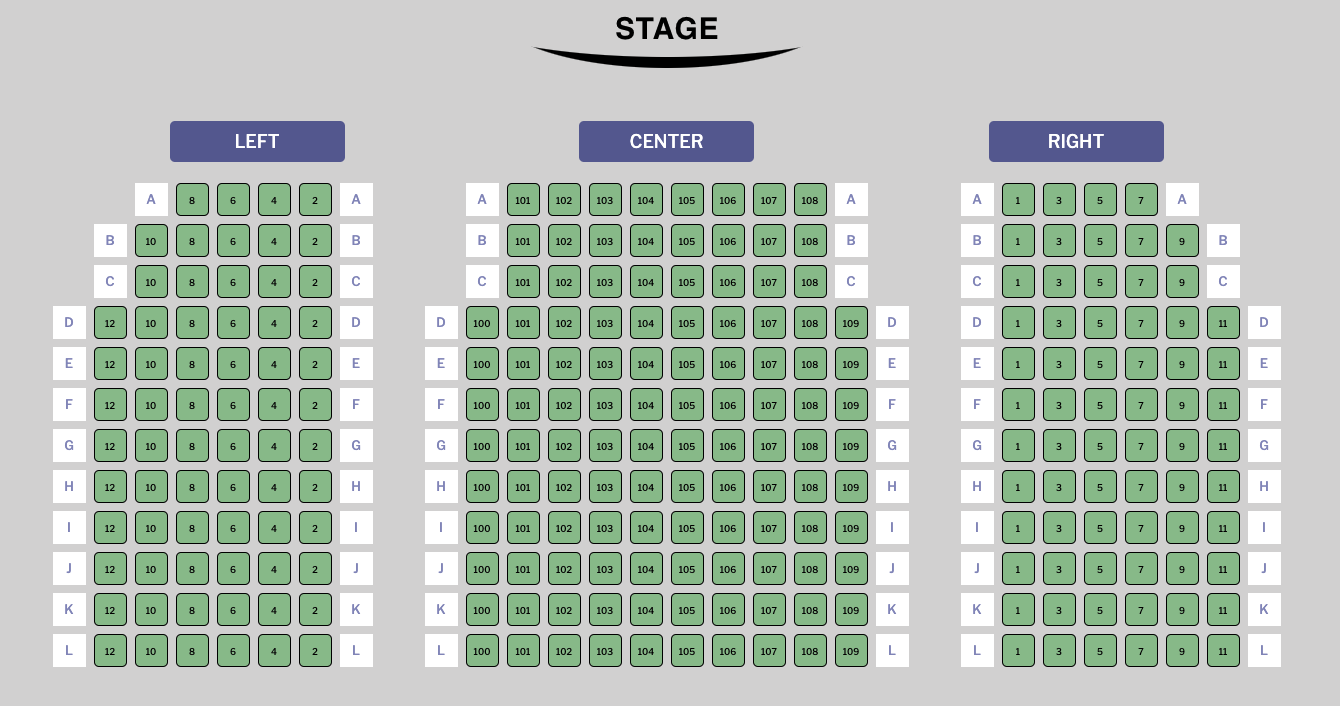 STAGE
LEFT CENTER RIGHT
A 8 6 4 2 A A 101 102 103 104 105 106 107 108 A A 1 3 5 7 A
B 10 8 6 4 2 B B 101 102 103 104 105 106 107 108 B B 1 3 5 7 9 B
C 10 8 6 4 2 C C 101 102 103 104 105 106 107 108 C C 1 3 5 7 9 C
D 12 10 8 6 4 2 D D 100 101 102 103 104 105 106 107 108 109 D D 1 3 5 7 9 11 D
E 12 10 8 6 4 2 E E 100 101 102 103 104 105 106 107 108 109 E E 1 3 5 7 9 11 E
F 12 10 8 6 4 2 F F 100 101 102 103 104 105 106 107 108 109 F F 1 3 5 7 9 11 F
G 12 10 8 6 4 2 G G 100 101 102 103 104 105 106 107 108 109 G G 1 3 5 7 9 11 G
H 12 10 8 6 4 2 H H 100 101 102 103 104 105 106 107 108 109 H H 1 3 5 7 9 11 H
I 12 10 8 6 4 2 I I 100 101 102 103 104 105 106 107 108 109 I I 1 3 5 7 9 11 I
J 12 10 8 6 4 2 J J 100 101 102 103 104 105 106 107 108 109 J J 1 3 5 7 9 11 J
K 12 10 8 6 4 2 K K 100 101 102 103 104 105 106 107 108 109 K K 1 3 5 7 9 11 K
L 12 10 8 6 4 2 L L 100 101 102 103 104 105 106 107 108 109 L L 1 3 5 7 9 11 L